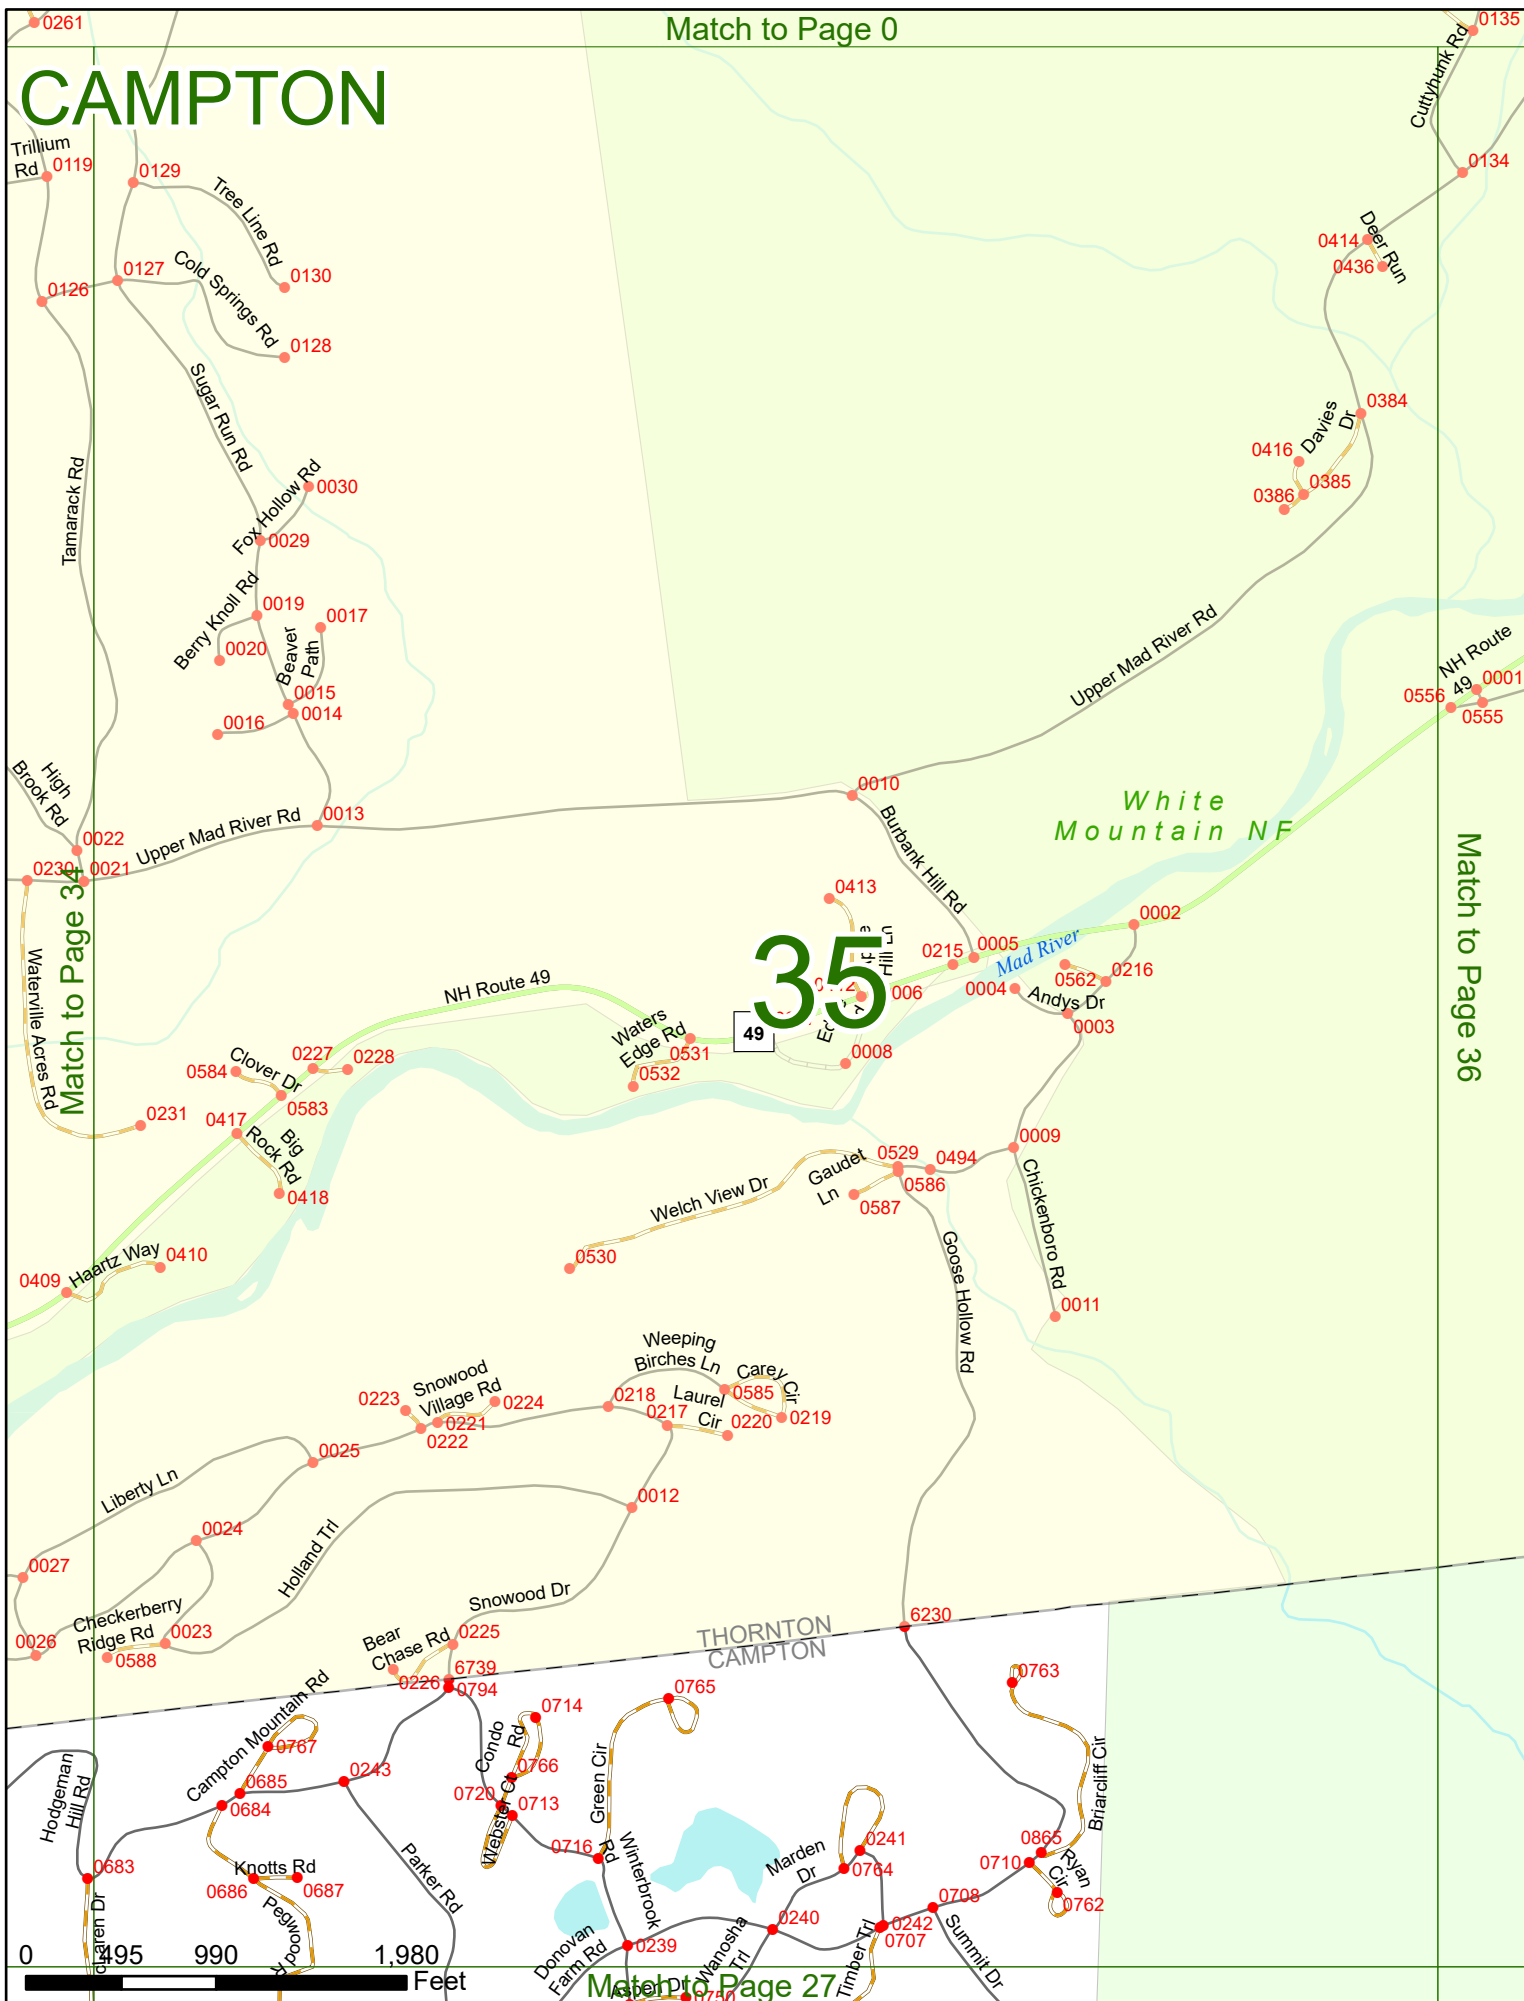 0261
Match to Page 0
0135
CAMPTON
Cuttyhunk Rd
Trillium
Rd
0119
0129
0134
Tree Line Rd
Deer Run
0414
0436
0127
0130
0126
Cold Springs Rd
0128
Sugar Run Rd
0384
Davies
Dr
0416
0385
0386
Tamarack Rd
Fox Hollow Rd
0030
0029
Berry Knoll Rd
0019
0017
0020
Beaver
Path
Upper Mad River Rd
NH Route
49
0001
0556
0555
0015
0014
0016
High
Brook Rd
0010
White
Mountain NF
0013
Upper Mad River Rd
0022
0230
0021
Burbank Hill Rd
Match to Page 34
Match to Page 36
0413
0002
35
Hill Ln
0215
0005
Mad River
0562
0216
0004
Andys Dr
0003
Waterville Acres Rd
NH Route 49
Waters
Edge Rd
49
0531
0532
0008
0227
0228
0584
Clover Dr
0583
0231
0417
Big
Rock Rd
0418
0009
Gaudet
Ln
0529
0494
0586
0587
Welch View Dr
Chickenboro Rd
0530
Haartz Way
0410
0409
Goose Hollow Rd
0011
Weeping
Birches Ln
Carey Cir
Snowood
Village Rd
0223
0224
0218
0585
Laurel
Cir
0219
0217
0220
0221
0222
0025
Liberty Ln
0012
0024
Holland Trl
0027
Snowood Dr
Checkerberry
Ridge Rd
0023
0026
0588
6230
THORNTON
CAMPTON
Bear
Chase Rd
0225
0226
6739
0794
0763
0765
Campton Mountain Rd
0714
Condo
Rd
0767
Hodgeman
Hill Rd
0243
0685
0684
0766
0720
0713
Webster Ct
Green Cir
Briarcliff Cir
0716
Rd
Winterbrook
Marden
Dr
0241
0764
0865
0710
Ryan
Cir
0762
0683
Knotts Rd
0686
0687
Parker Rd
0708
0240
0242
0707
Summit Dr
Timber Trl
Wanosha
Trl
Donovan
Farm Rd
0239
0 495 990 1,980
Feet
Match to Page 27
Aspen Dr
0750